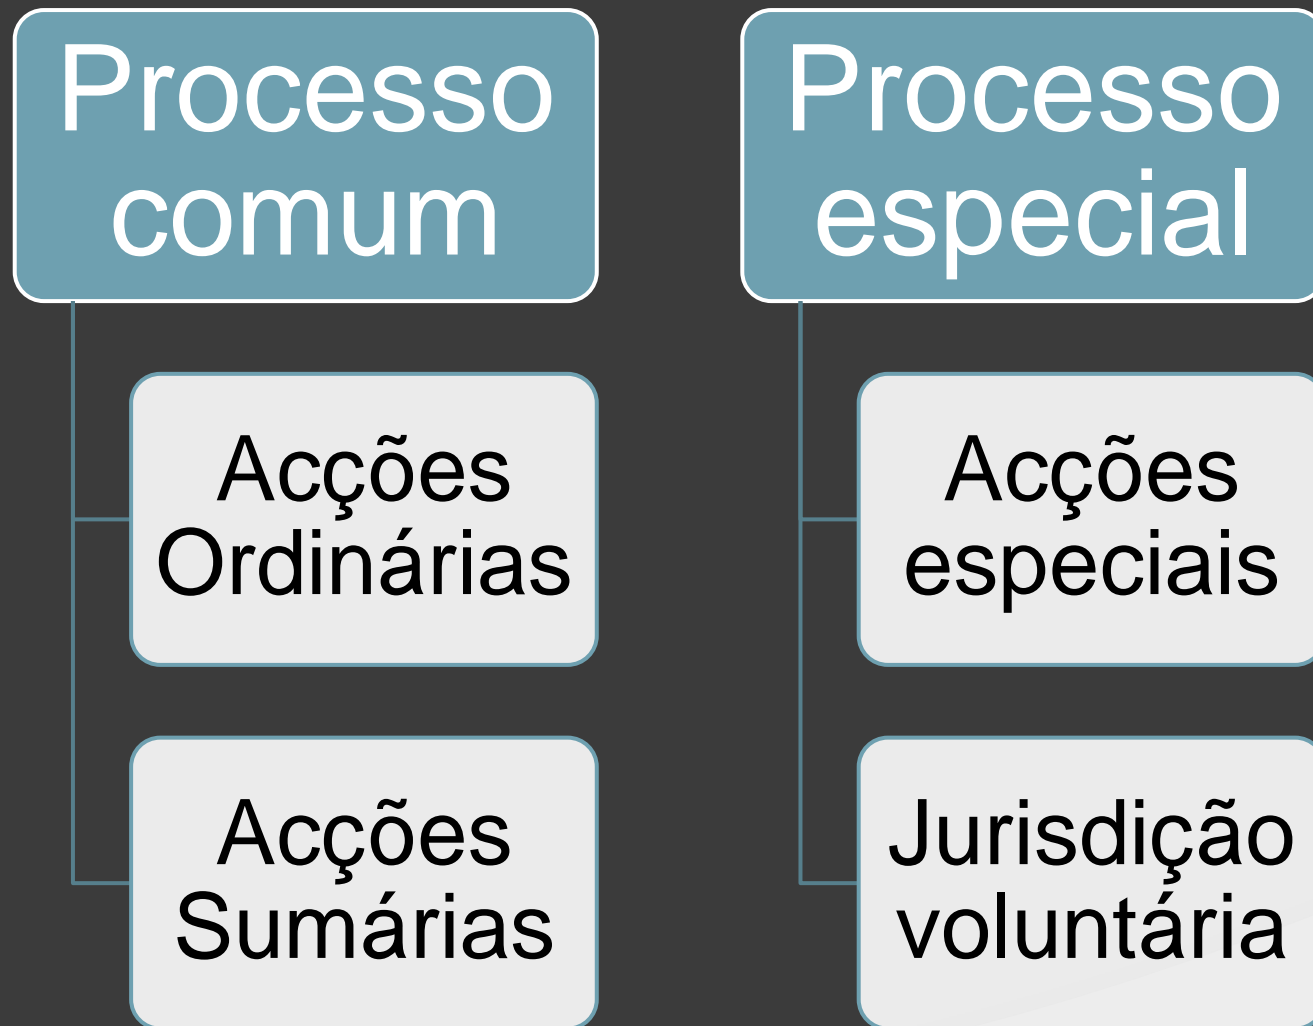 Processo
comum
Acções
Ordinárias
Acções
Sumárias
Processo
especial
Acções
especiais
Jurisdição
voluntária